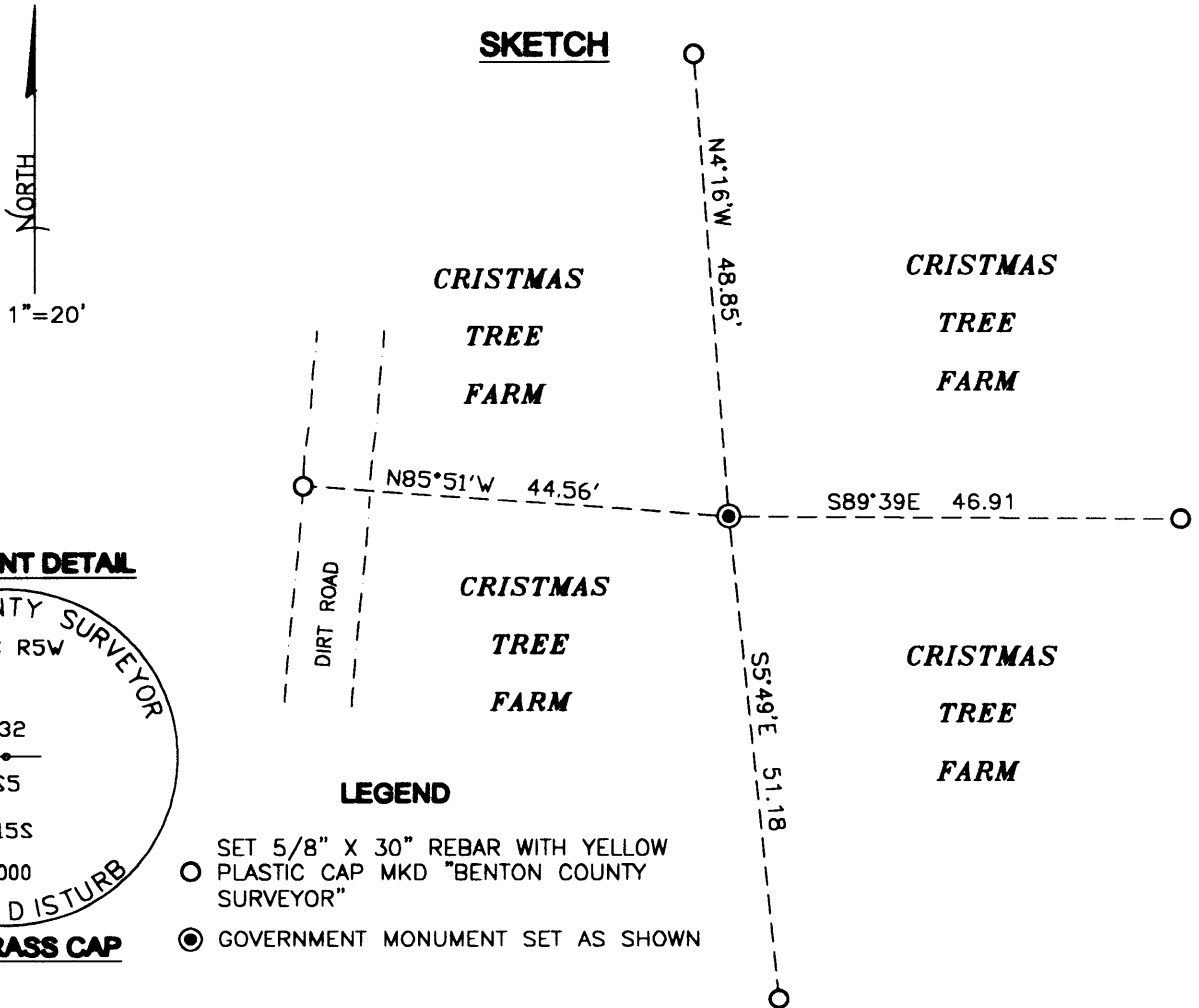 SKETCH
NORTH
1"=20'
N4°16'W 48.85'
CRISTMAS
TREE
FARM
CRISTMAS
TREE
FARM
N85°51'W 44.56'
S89°39E 46.91
DIRT ROAD
CRISTMAS
TREE
FARM
S5°49'E 51.18
CRISTMAS
TREE
FARM
NT DETAIL
NTY SURVEYOR
R5W
32
S5
15S
000
DISTURB
RASS CAP
LEGEND
SET 5/8" X 30" REBAR WITH YELLOW
PLASTIC CAP MKD "BENTON COUNTY
SURVEYOR"
GOVERNMENT MONUMENT SET AS SHOWN